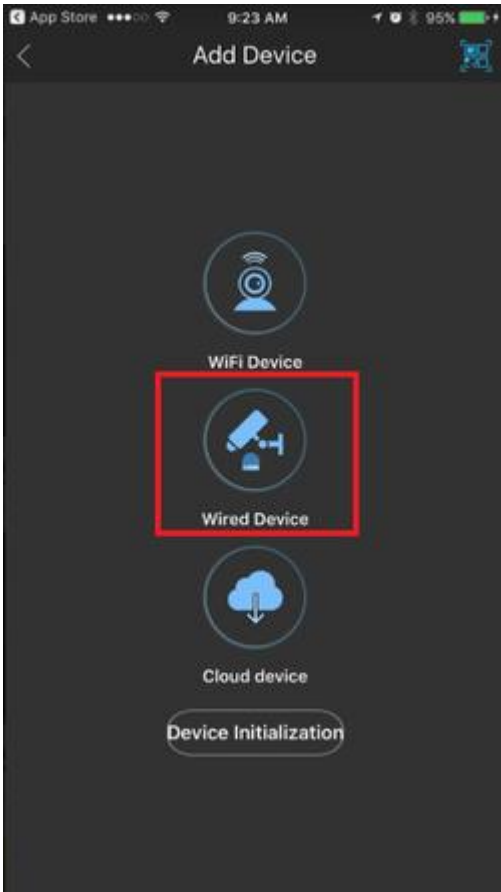 App Store 9:23 AM 95%
Add Device
WiFi Device
Wired Device
Cloud device
Device Initialization